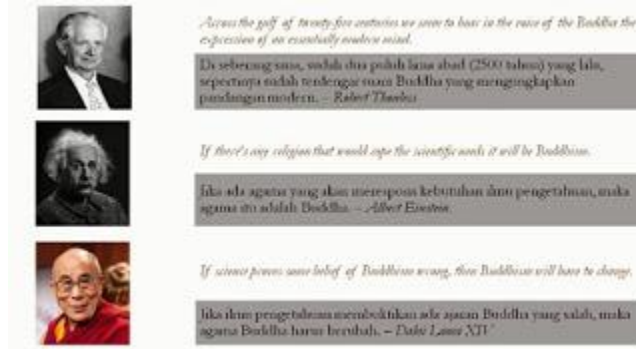 Across the gulf of twenty-five centuries we seem to hear in the voice of the Buddha the
expression of an essentially modern mind.
Di seberang sana, sudah dua puluh lima abad (2500 tahun) yang lalu,
sepertinya sudah terdengar suara Buddha yang mengungkapkan
pandangan modern. – Robert Thouless
If there's any religion that would cope the scientific needs it will be Buddhism.
Jika ada agama yang akan merespons kebutuhan ilmu pengetahuan, maka
agama itu adalah Buddha. – Albert Einstein
If science proves some belief of Buddhism wrong, then Buddhism will have to change.
Jika ilmu pengetahuan membuktikan ada ajaran Buddha yang salah, maka
agama Buddha harus berubah. – Dalai Lama XIV